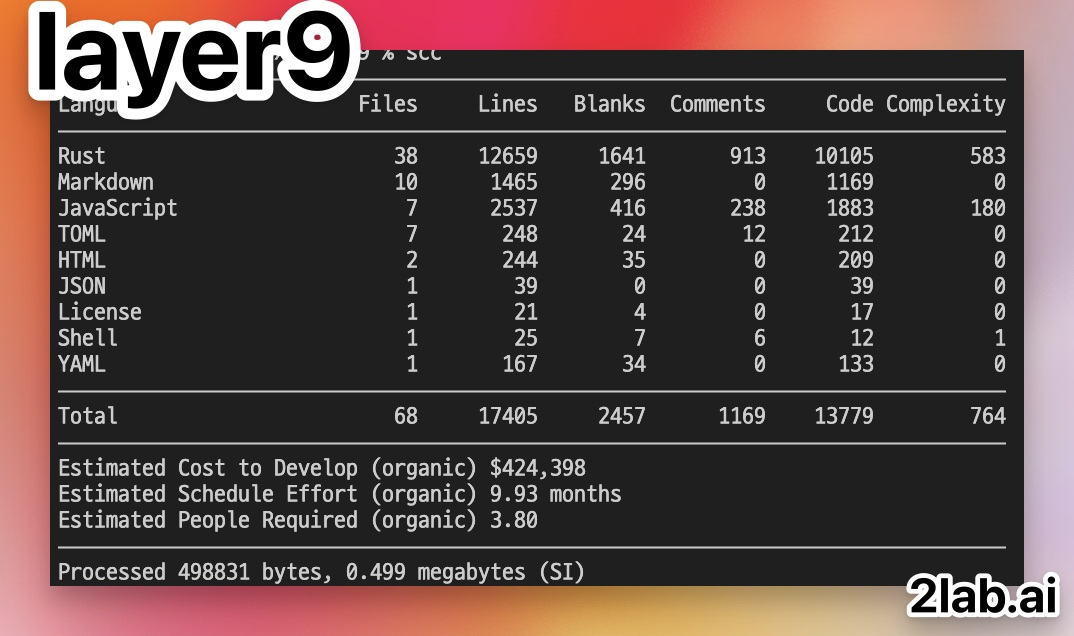 layer9
9 % scc
Langu Files Lines Blanks Comments Code Complexity
Rust 38 12659 1641 913 10105 583
Markdown 10 1465 296 0 1169 0
JavaScript 7 2537 416 238 1883 180
TOML 7 248 24 12 212 0
HTML 2 244 35 0 209 0
JSON 1 39 0 0 39 0
License 1 21 4 0 17 0
Shell 1 25 7 6 12 1
YAML 1 167 34 0 133 0
Total 68 17405 2457 1169 13779 764
Estimated Cost to Develop (organic) $424,398
Estimated Schedule Effort (organic) 9.93 months
Estimated People Required (organic) 3.80
Processed 498831 bytes, 0.499 megabytes (SI)
2lab.ai